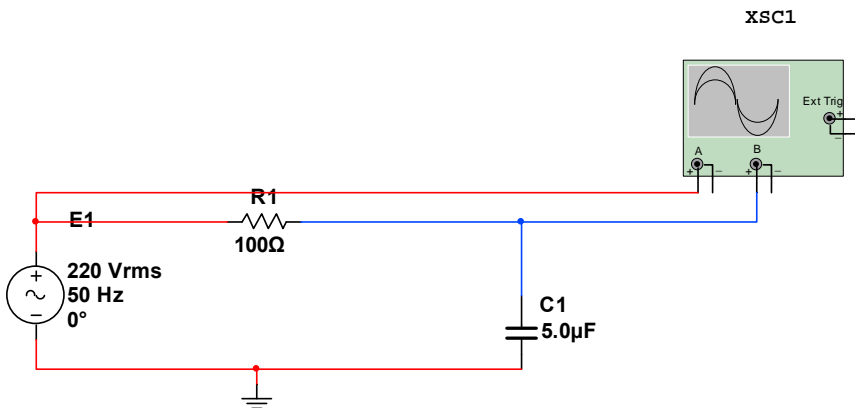 XSC1
Ext Trig
+
−
A
B
+ −
+ −
R1
E1
100Ω
+
−
220 Vrms
50 Hz
0°
C1
5.0µF